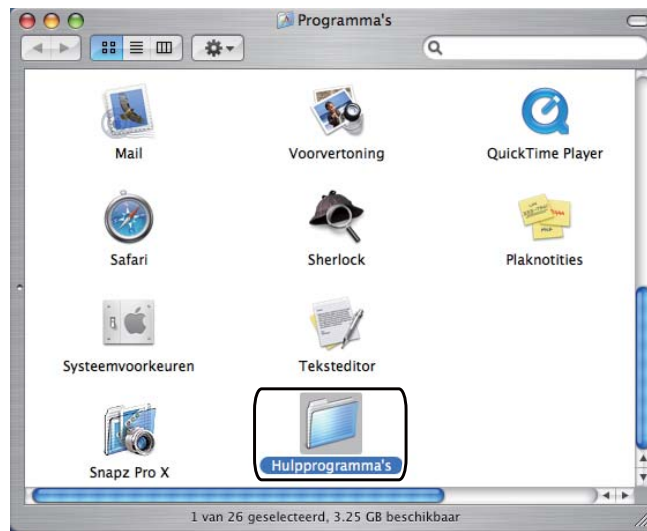 Programma's
Mail
Voorvertoning
QuickTime Player
Safari
Sherlock
Plaknotities
Systeemvoorkeuren
Teksteditor
Snapz Pro X
Hulpprogramma's
1 van 26 geselecteerd, 3.25 GB beschikbaar